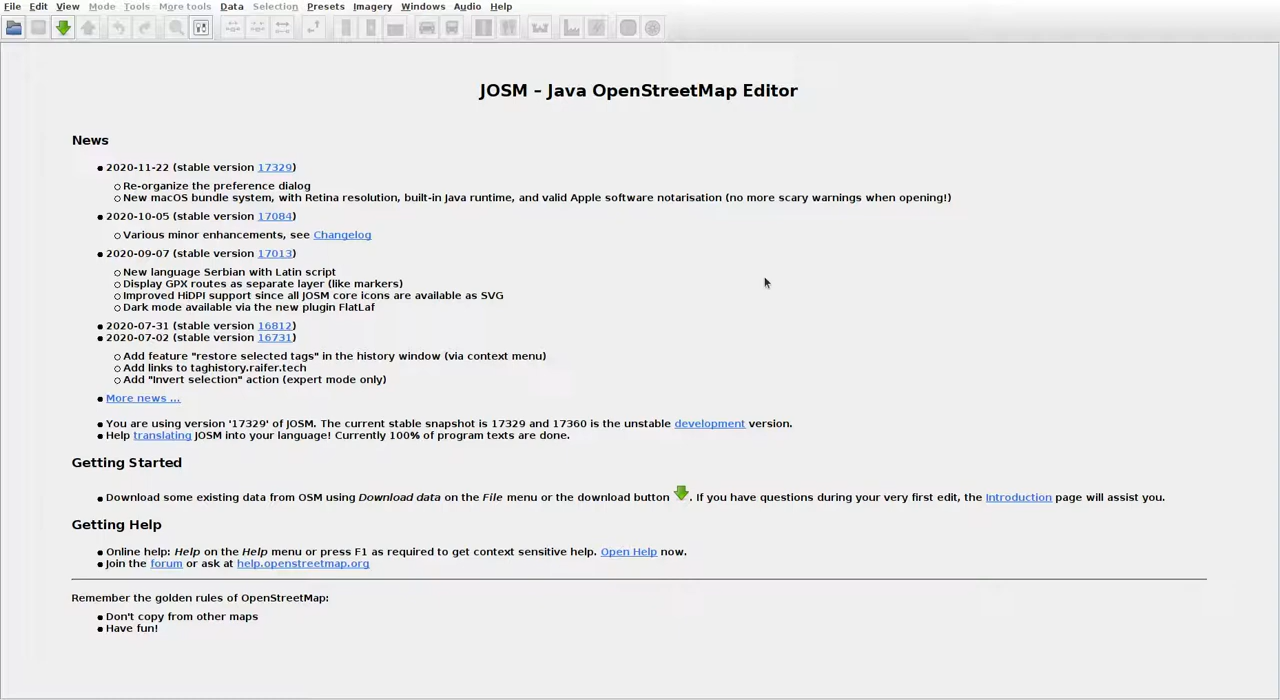 File Edit View Mode Tools More tools Data Selection Presets Imagery Windows Audio Help
JOSM – Java OpenStreetMap Editor
News
2020-11-22 (stable version 17329)
Re-organize the preference dialog
New macOS bundle system, with Retina resolution, built-in Java runtime, and valid Apple software notarisation (no more scary warnings when opening!)
2020-10-05 (stable version 17084)
Various minor enhancements, see Changelog
2020-09-07 (stable version 17013)
New language Serbian with Latin script
Display GPX routes as separate layer (like markers)
Improved HiDPI support since all JOSM core icons are available as SVG
Dark mode available via the new plugin FlatLaf
2020-07-31 (stable version 16812)
2020-07-02 (stable version 16731)
Add feature "restore selected tags" in the history window (via context menu)
Add links to taghistory.raifer.tech
Add "Invert selection" action (expert mode only)
More news ...
You are using version '17329' of JOSM. The current stable snapshot is 17329 and 17360 is the unstable development version.
Help translating JOSM into your language! Currently 100% of program texts are done.
Getting Started
Download some existing data from OSM using Download data on the File menu or the download button . If you have questions during your very first edit, the Introduction page will assist you.
Getting Help
Online help: Help on the Help menu or press F1 as required to get context sensitive help. Open Help now.
Join the forum or ask at help.openstreetmap.org
Remember the golden rules of OpenStreetMap:
Don't copy from other maps
Have fun!